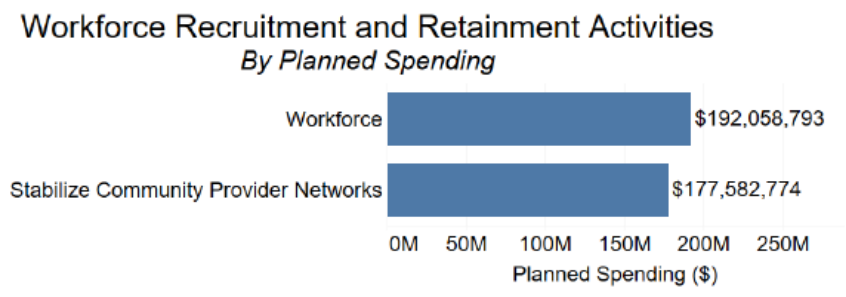 Workforce Recruitment and Retainment Activities
By Planned Spending
Workforce $192,058,793
Stabilize Community Provider Networks $177,582,774
0M 50M 100M 150M 200M 250M
Planned Spending ($)